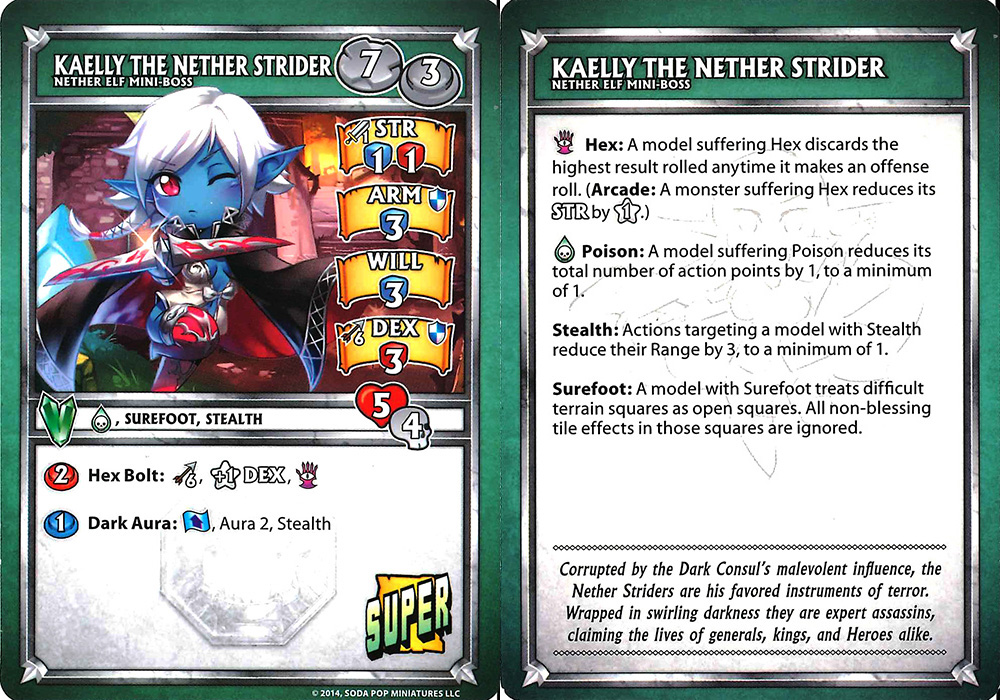 KAELLY THE NETHER STRIDER
NETHER ELF MINI-BOSS
7
3
STR
1 1
ARM
3
WILL
3
6 DEX
3
5
4
, SUREFOOT, STEALTH
2 Hex Bolt: 6, +1 DEX,
1 Dark Aura: , Aura 2, Stealth
SUPER
© 2014, SODA POP MINIATURES LLC
KAELLY THE NETHER STRIDER
NETHER ELF MINI-BOSS
Hex: A model suffering Hex discards the
highest result rolled anytime it makes an offense
roll. (Arcade: A monster suffering Hex reduces its
STR by 1.)
Poison: A model suffering Poison reduces its
total number of action points by 1, to a minimum
of 1.
Stealth: Actions targeting a model with Stealth
reduce their Range by 3, to a minimum of 1.
Surefoot: A model with Surefoot treats difficult
terrain squares as open squares. All non-blessing
tile effects in those squares are ignored.
Corrupted by the Dark Consul's malevolent influence, the
Nether Striders are his favored instruments of terror.
Wrapped in swirling darkness they are expert assassins,
claiming the lives of generals, kings, and Heroes alike.